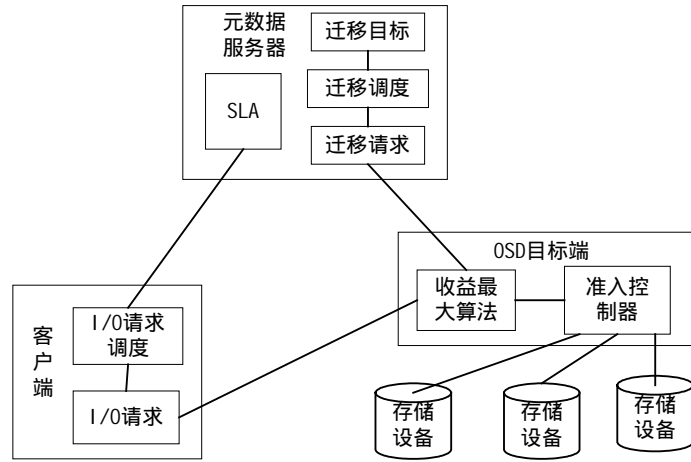 元数据
服务器
迁移目标
迁移调度
SLA
迁移请求
OSD目标端
收益最
大算法
准入控
制器
客
户
端
I/O请求
调度
I/O请求
存储
设备
存储
设备
存储
设备